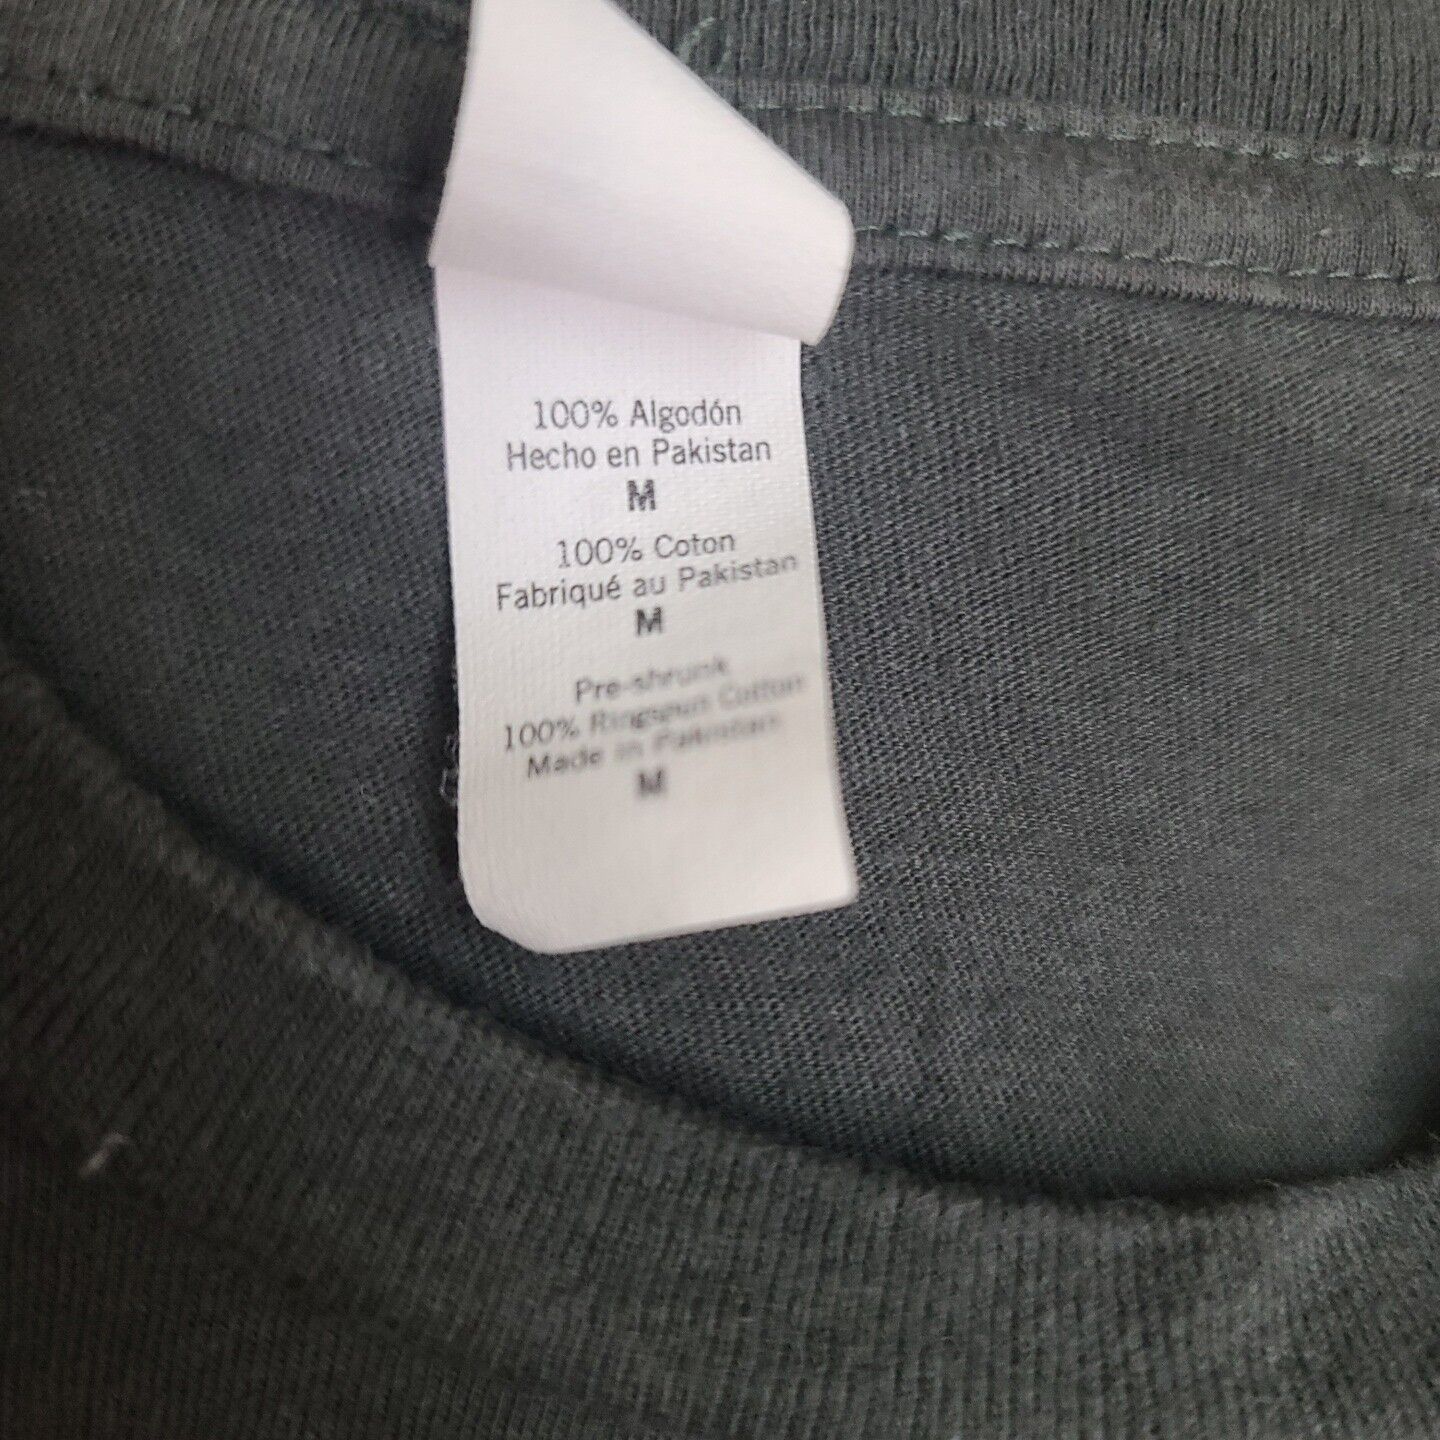 100% Algodón
Hecho en Pakistan
M
100% Coton
Fabriqué au Pakistan
M
Pre-shrunk
100% Ringspun Cotton
Made in Pakistan
M